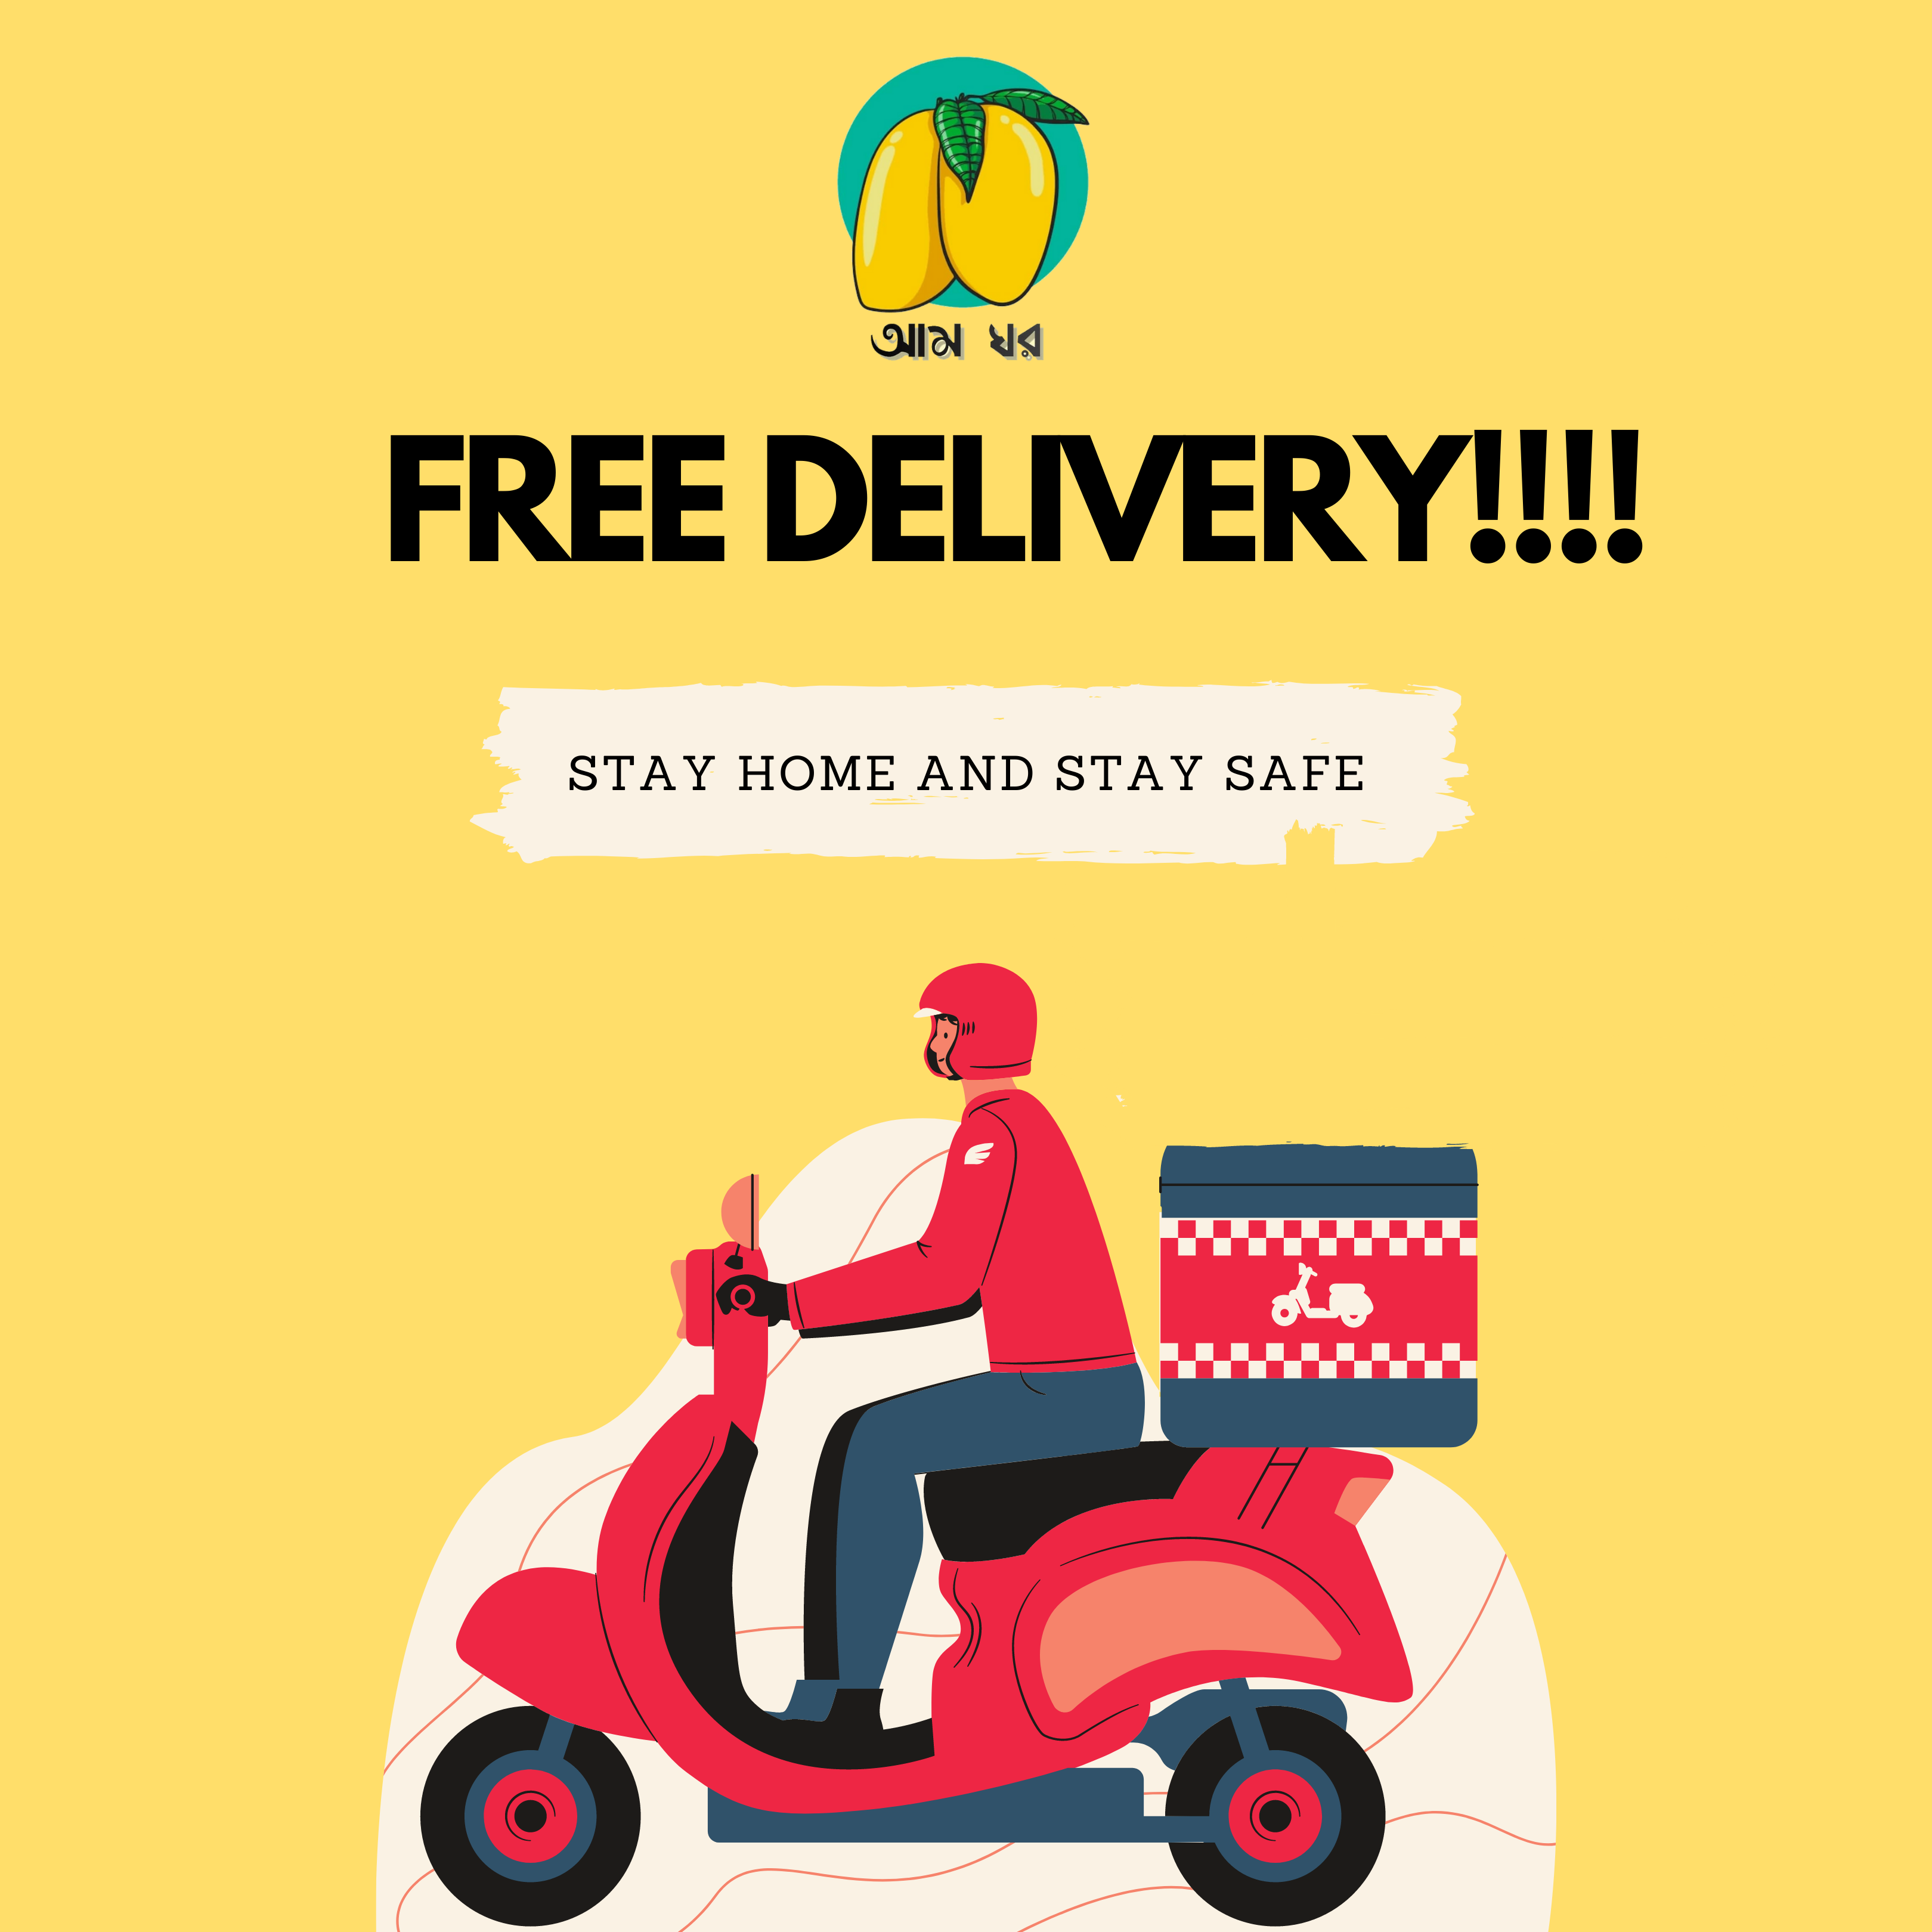 আম ঘর
FREE DELIVERY!!!!
STAY HOME AND STAY SAFE